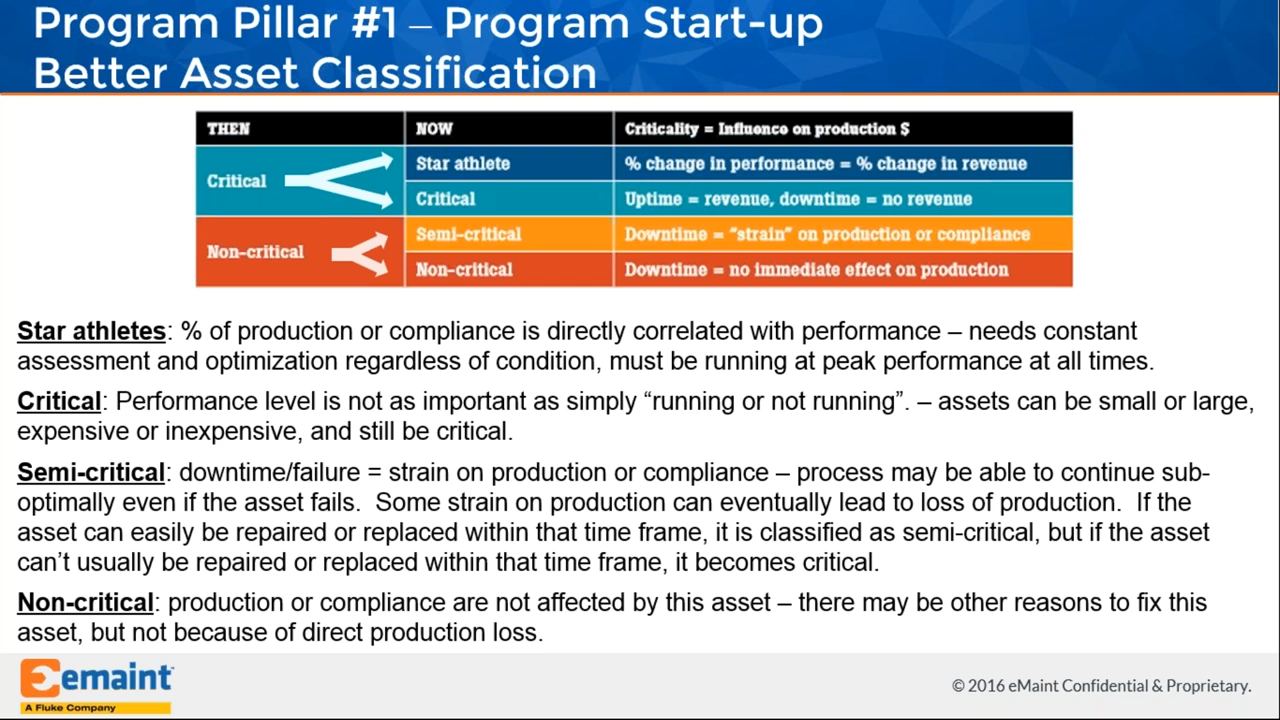 Program Pillar #1 – Program Start-up
Better Asset Classification
THEN NOW Criticality = Influence on production $
Critical
Star athlete % change in performance = % change in revenue
Critical Uptime = revenue, downtime = no revenue
Non-critical
Semi-critical Downtime = "strain" on production or compliance
Non-critical Downtime = no immediate effect on production
Star athletes: % of production or compliance is directly correlated with performance – needs constant
assessment and optimization regardless of condition, must be running at peak performance at all times.
Critical: Performance level is not as important as simply “running or not running”. – assets can be small or large,
expensive or inexpensive, and still be critical.
Semi-critical: downtime/failure = strain on production or compliance – process may be able to continue sub-
optimally even if the asset fails.  Some strain on production can eventually lead to loss of production.  If the
asset can easily be repaired or replaced within that time frame, it is classified as semi-critical, but if the asset
can’t usually be repaired or replaced within that time frame, it becomes critical.
Non-critical: production or compliance are not affected by this asset – there may be other reasons to fix this
asset, but not because of direct production loss.
emaint™
A Fluke Company
© 2016 eMaint Confidential & Proprietary.